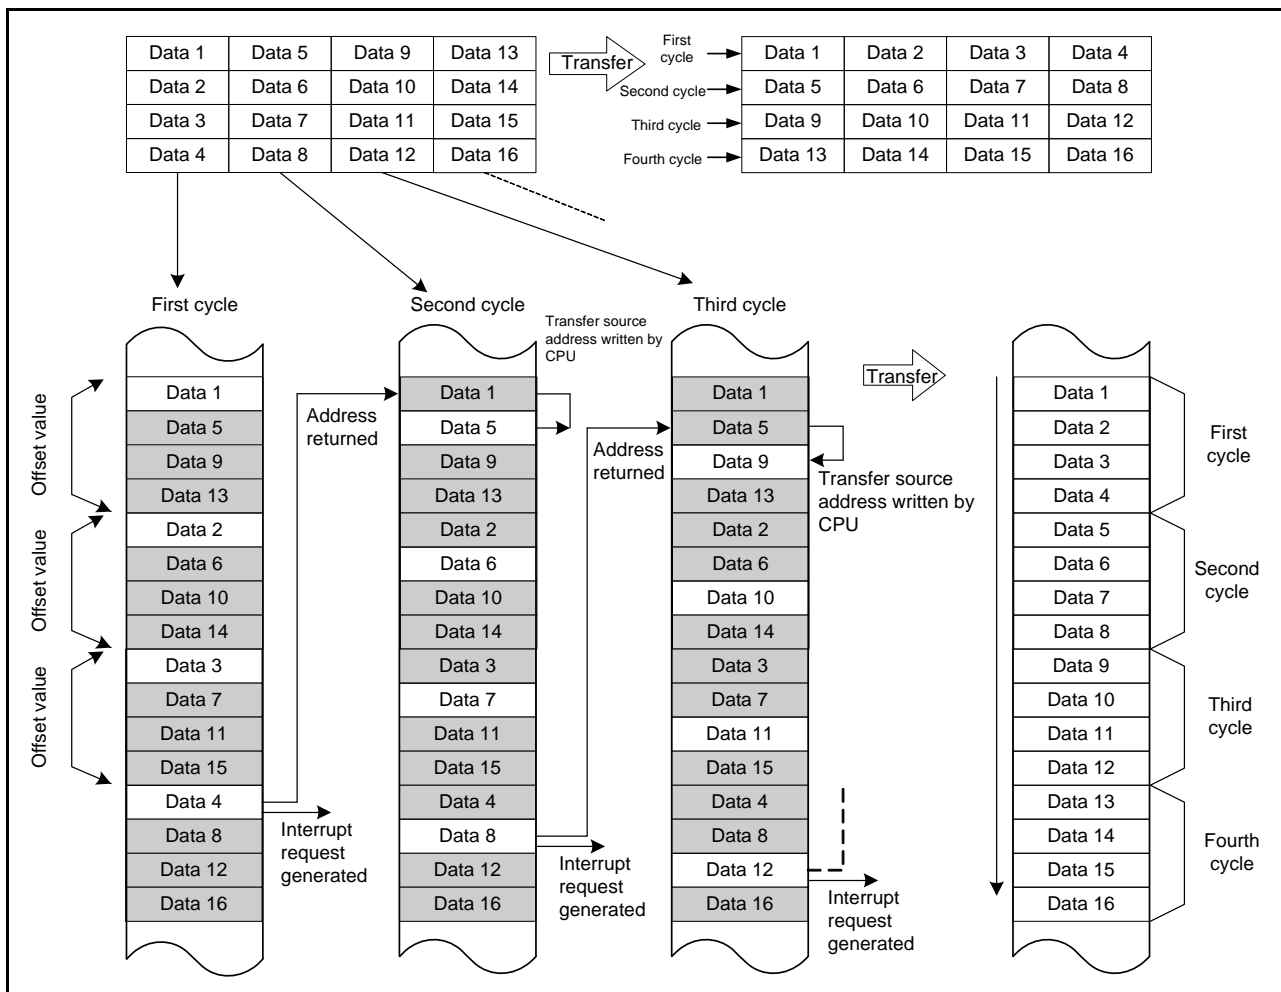 Data 1 Data 5 Data 9 Data 13
Data 2 Data 6 Data 10 Data 14
Data 3 Data 7 Data 11 Data 15
Data 4 Data 8 Data 12 Data 16
Transfer
First
cycle
Second cycle
Third cycle
Fourth cycle
Data 1 Data 2 Data 3 Data 4
Data 5 Data 6 Data 7 Data 8
Data 9 Data 10 Data 11 Data 12
Data 13 Data 14 Data 15 Data 16
First cycle
Offset value
Offset value
Offset value
Data 1
Data 5
Data 9
Data 13
Data 2
Data 6
Data 10
Data 14
Data 3
Data 7
Data 11
Data 15
Data 4
Data 8
Data 12
Data 16
Address
returned
Interrupt
request
generated
Second cycle
Transfer source
address written by
CPU
Data 1
Data 5
Data 9
Data 13
Data 2
Data 6
Data 10
Data 14
Data 3
Data 7
Data 11
Data 15
Data 4
Data 8
Data 12
Data 16
Address
returned
Interrupt
request
generated
Third cycle
Data 1
Data 5
Data 9
Data 13
Data 2
Data 6
Data 10
Data 14
Data 3
Data 7
Data 11
Data 15
Data 4
Data 8
Data 12
Data 16
Transfer source
address written by
CPU
Interrupt
request
generated
Transfer
Data 1
Data 2
Data 3
Data 4
Data 5
Data 6
Data 7
Data 8
Data 9
Data 10
Data 11
Data 12
Data 13
Data 14
Data 15
Data 16
First
cycle
Second
cycle
Third
cycle
Fourth
cycle